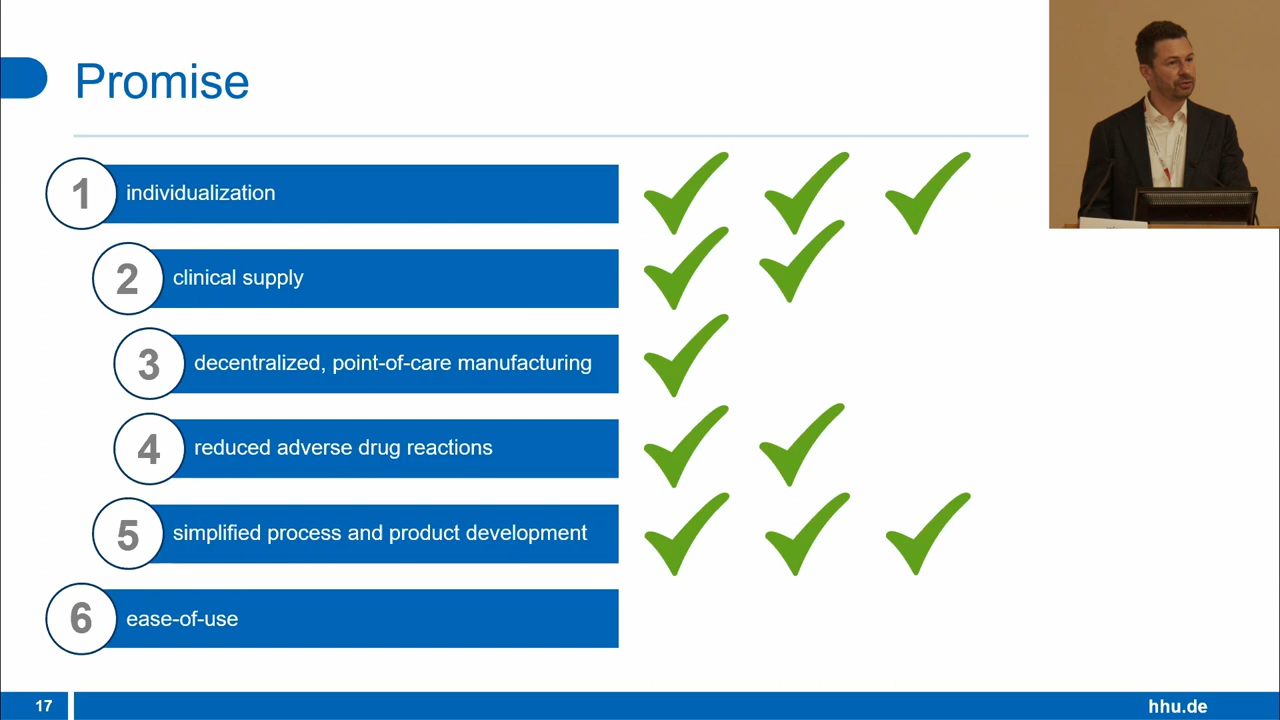 Promise
1 individualization
2 clinical supply
3 decentralized, point-of-care manufacturing
4 reduced adverse drug reactions
5 simplified process and product development
6 ease-of-use
17
hhu.de